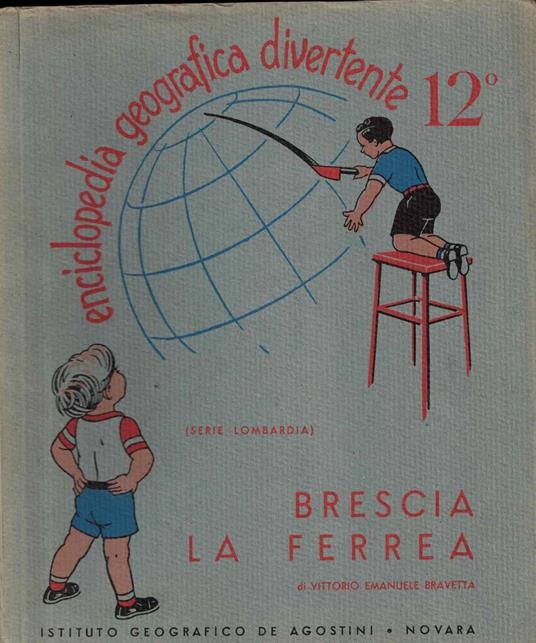 enciclopedia geografica divertente 12°
(SERIE LOMBARDIA)
BRESCIA
LA FERREA
di VITTORIO EMANUELE BRAVETTA
ISTITUTO GEOGRAFICO DE AGOSTINI • NOVARA